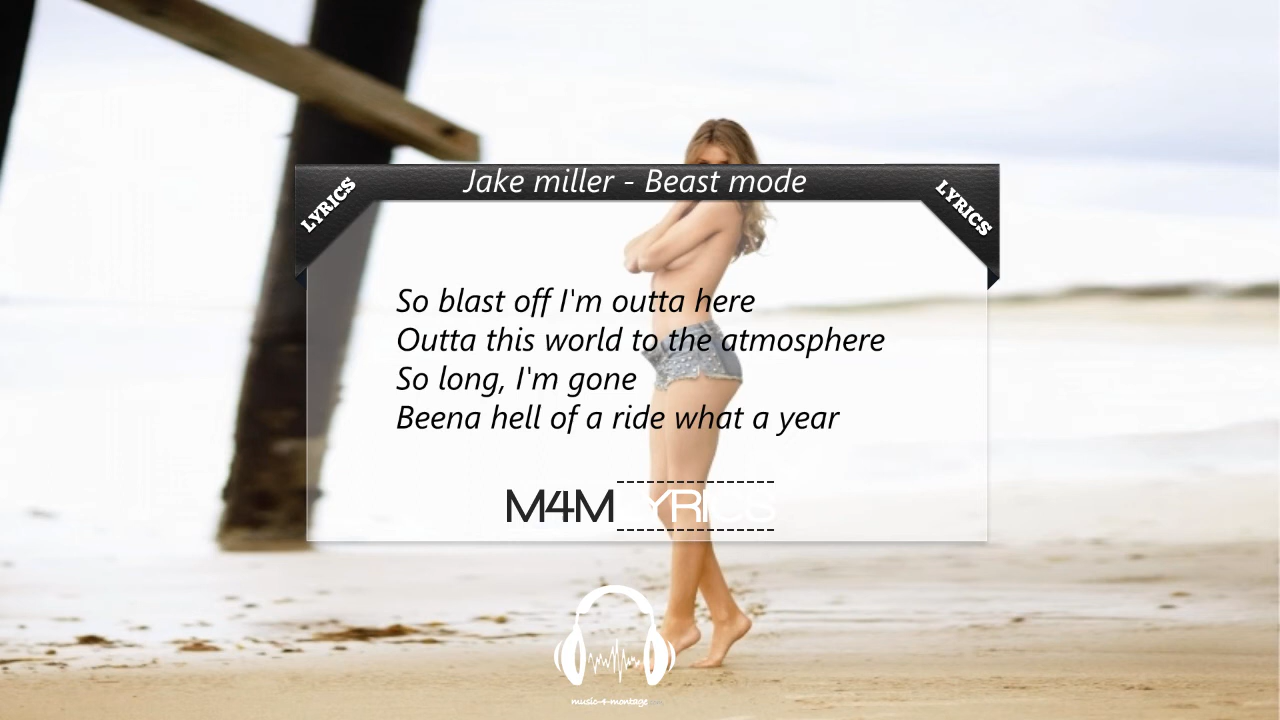 Jake miller - Beast mode
LYRICS
LYRICS
So blast off I'm outta here
Outta this world to the atmosphere
So long, I'm gone
Beena hell of a ride what a year
M4M LYRICS
music-4-montage